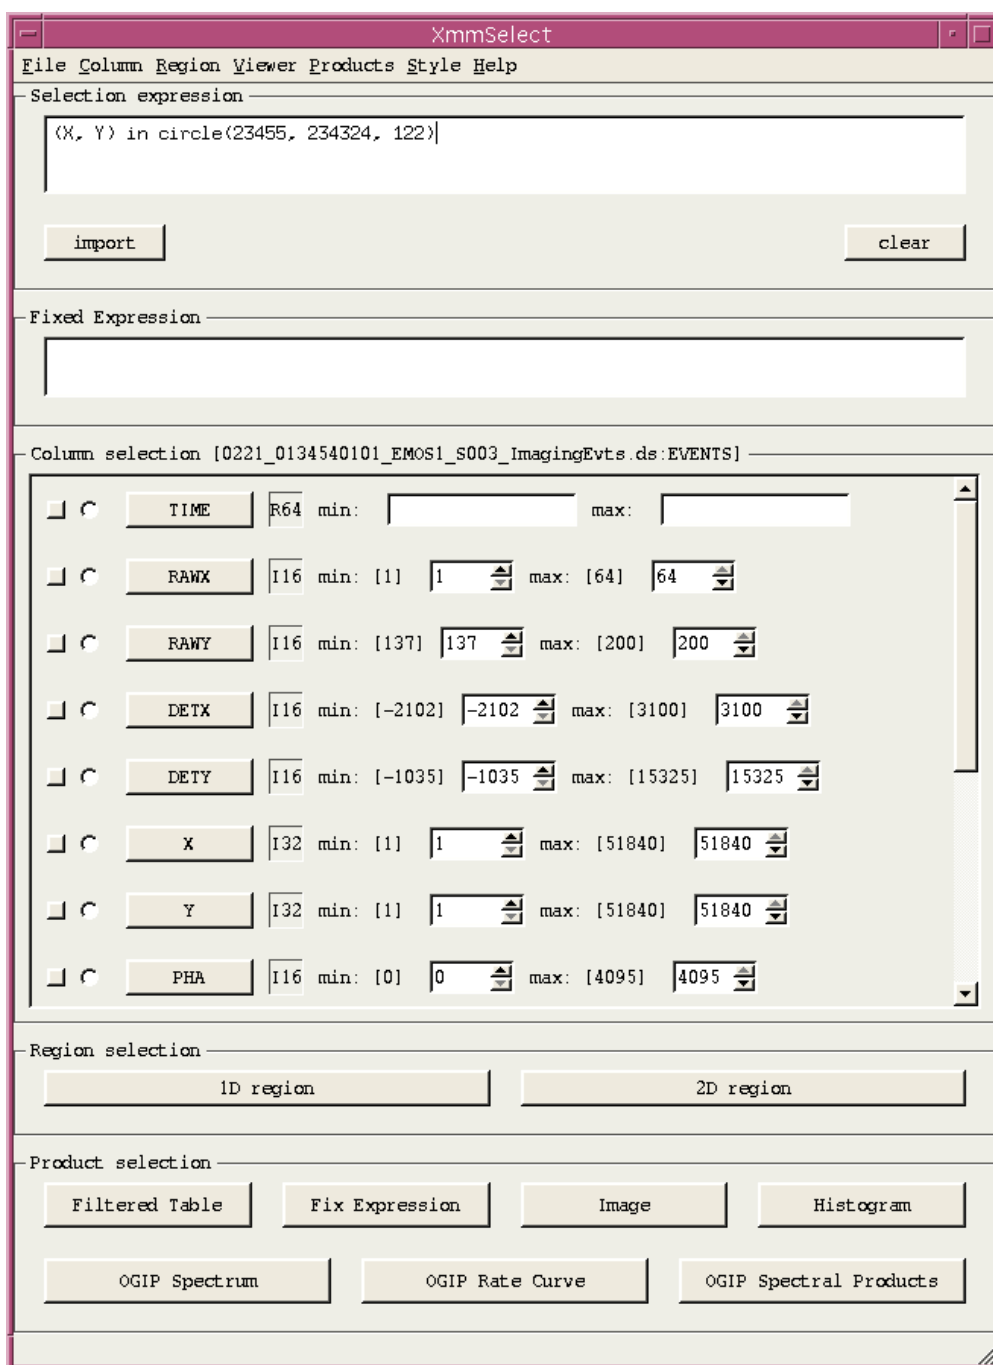 XmmSelect
File Column Region Viewer Products Style Help
Selection expression
(X, Y) in circle(23455, 234324, 122)
import clear
Fixed Expression
Column selection [0221_0134540101_EMOS1_S003_ImagingEvts.ds:EVENTS]
TIME R64 min: max:
RAWX I16 min: [1] 1 max: [64] 64
RAWY I16 min: [137] 137 max: [200] 200
DETX I16 min: [-2102] -2102 max: [3100] 3100
DETY I16 min: [-1035] -1035 max: [15325] 15325
X I32 min: [1] 1 max: [51840] 51840
Y I32 min: [1] 1 max: [51840] 51840
PHA I16 min: [0] 0 max: [4095] 4095
Region selection
1D region 2D region
Product selection
Filtered Table Fix Expression Image Histogram
OGIP Spectrum OGIP Rate Curve OGIP Spectral Products